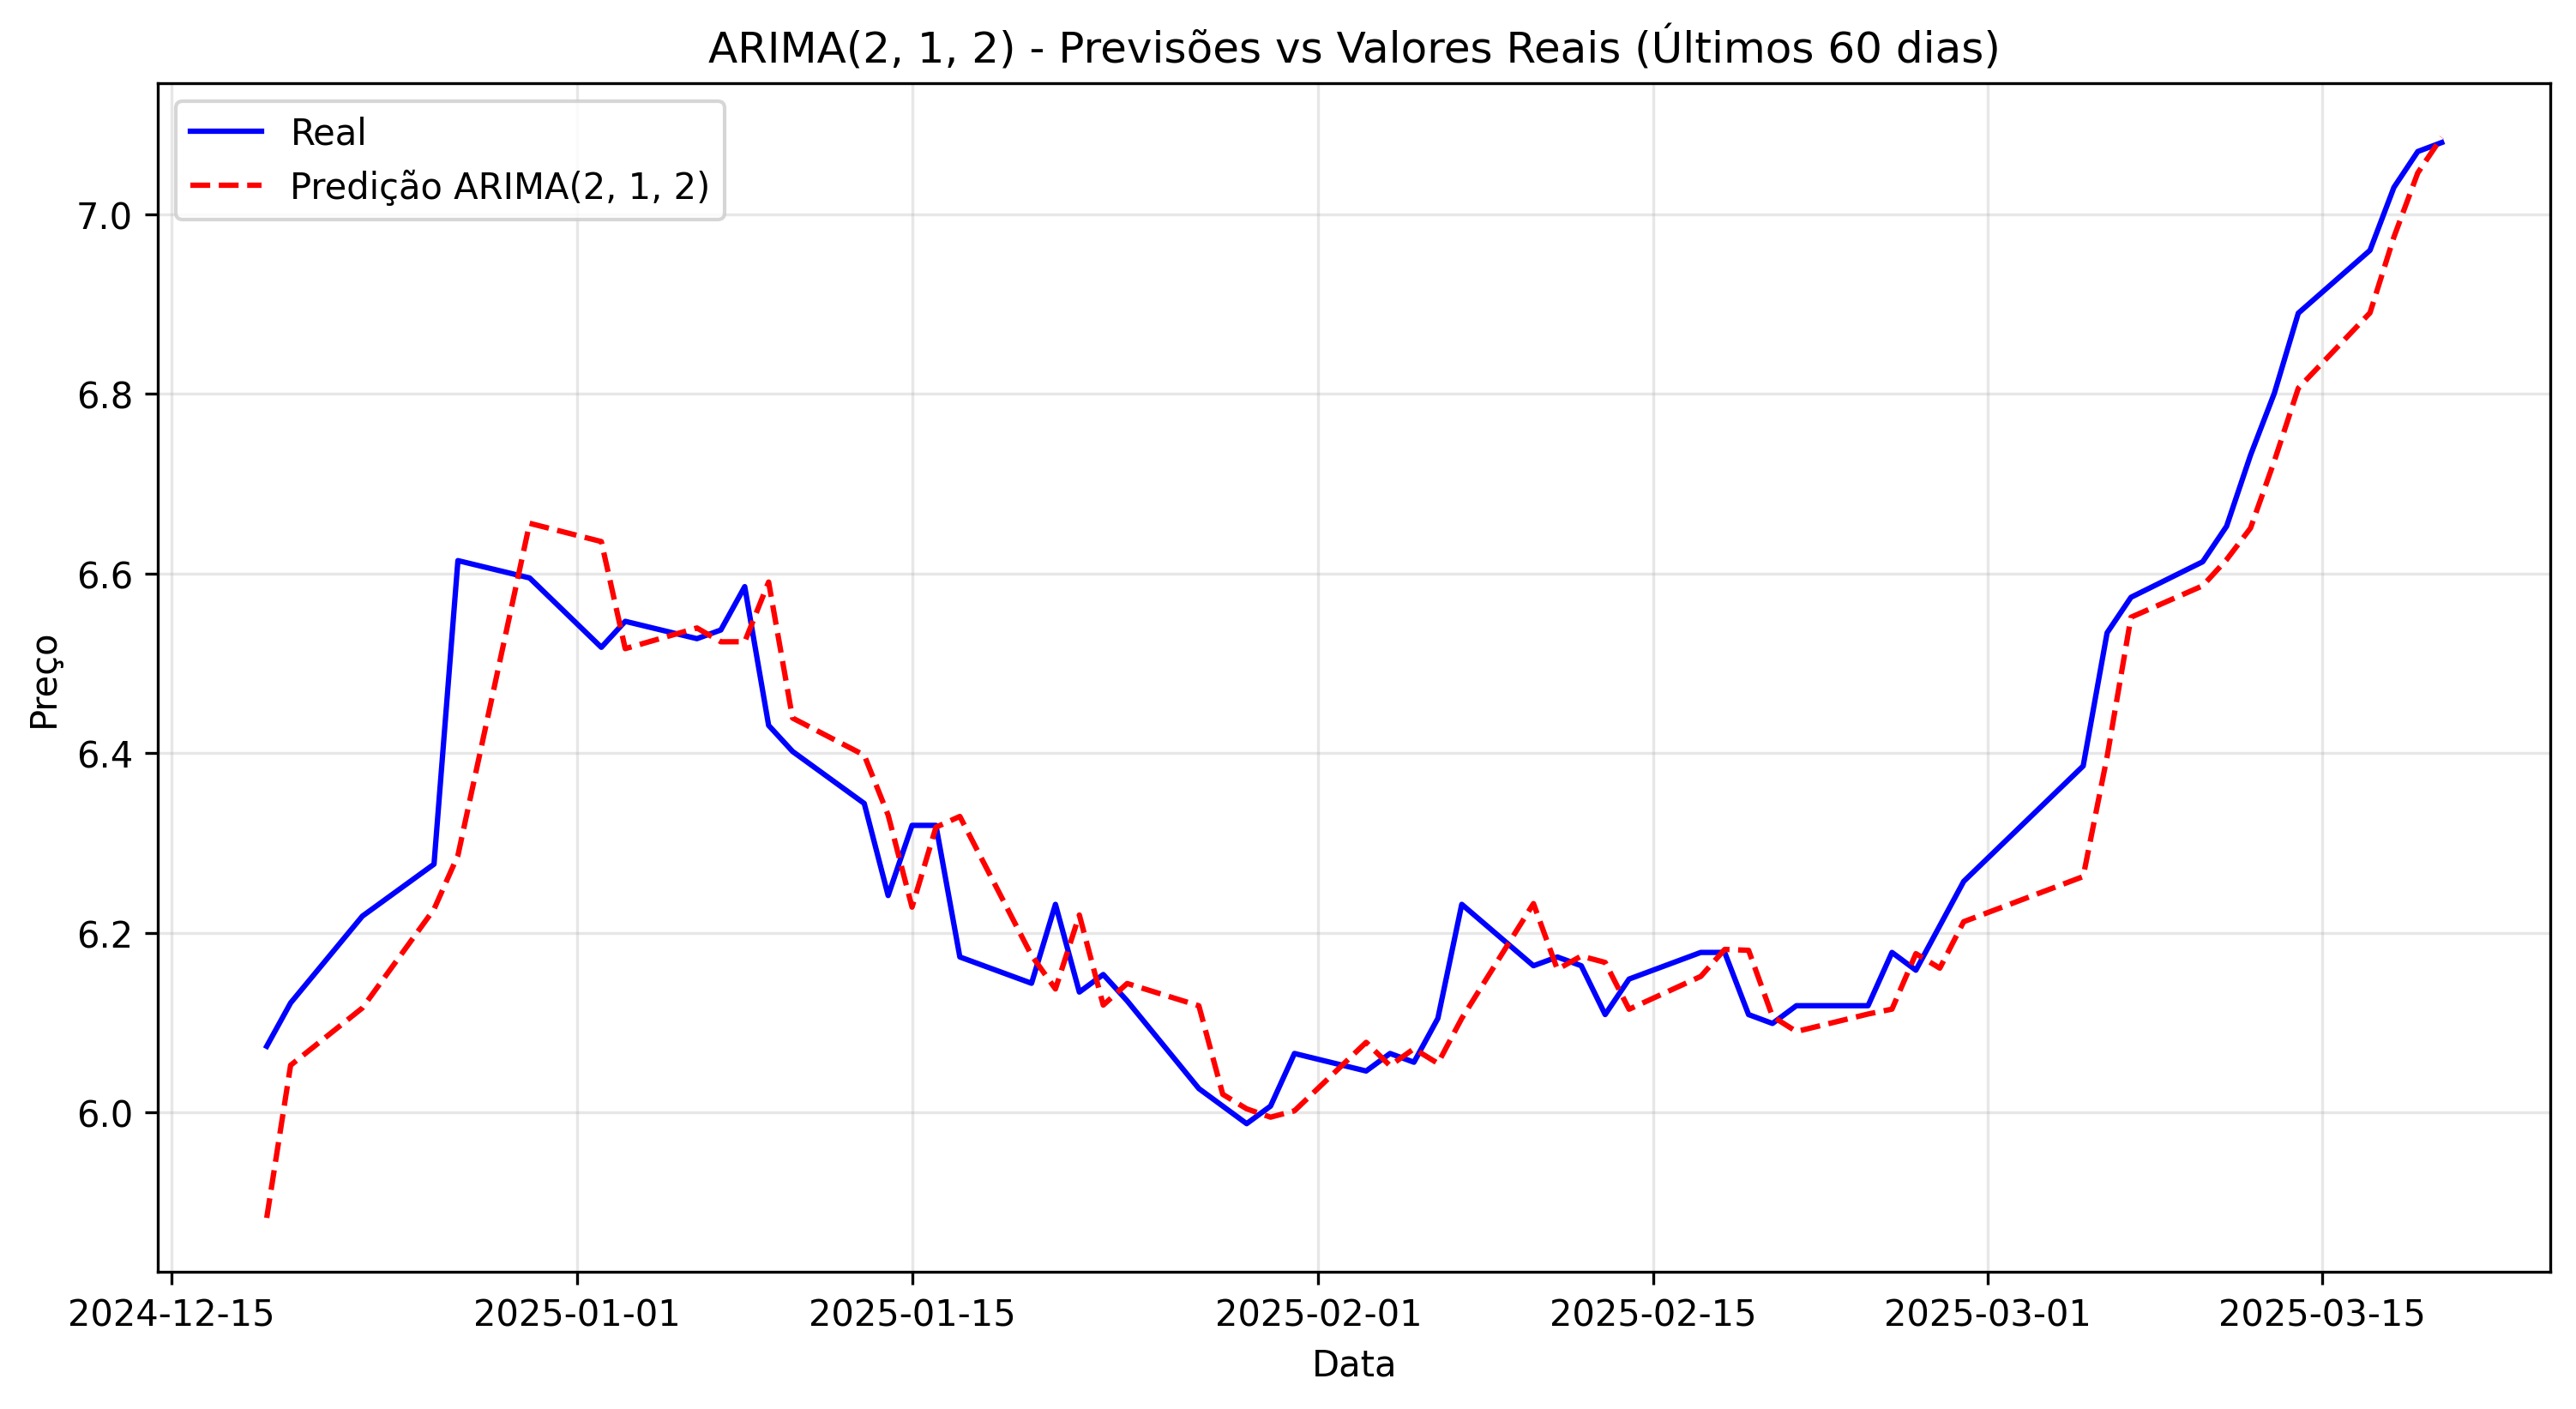 ARIMA(2, 1, 2) - Previsões vs Valores Reais (Últimos 60 dias)
Real
Predição ARIMA(2, 1, 2)
7.0
6.8
6.6
6.4
6.2
6.0
Preço
2024-12-15
2025-01-01
2025-01-15
2025-02-01
2025-02-15
2025-03-01
2025-03-15
Data